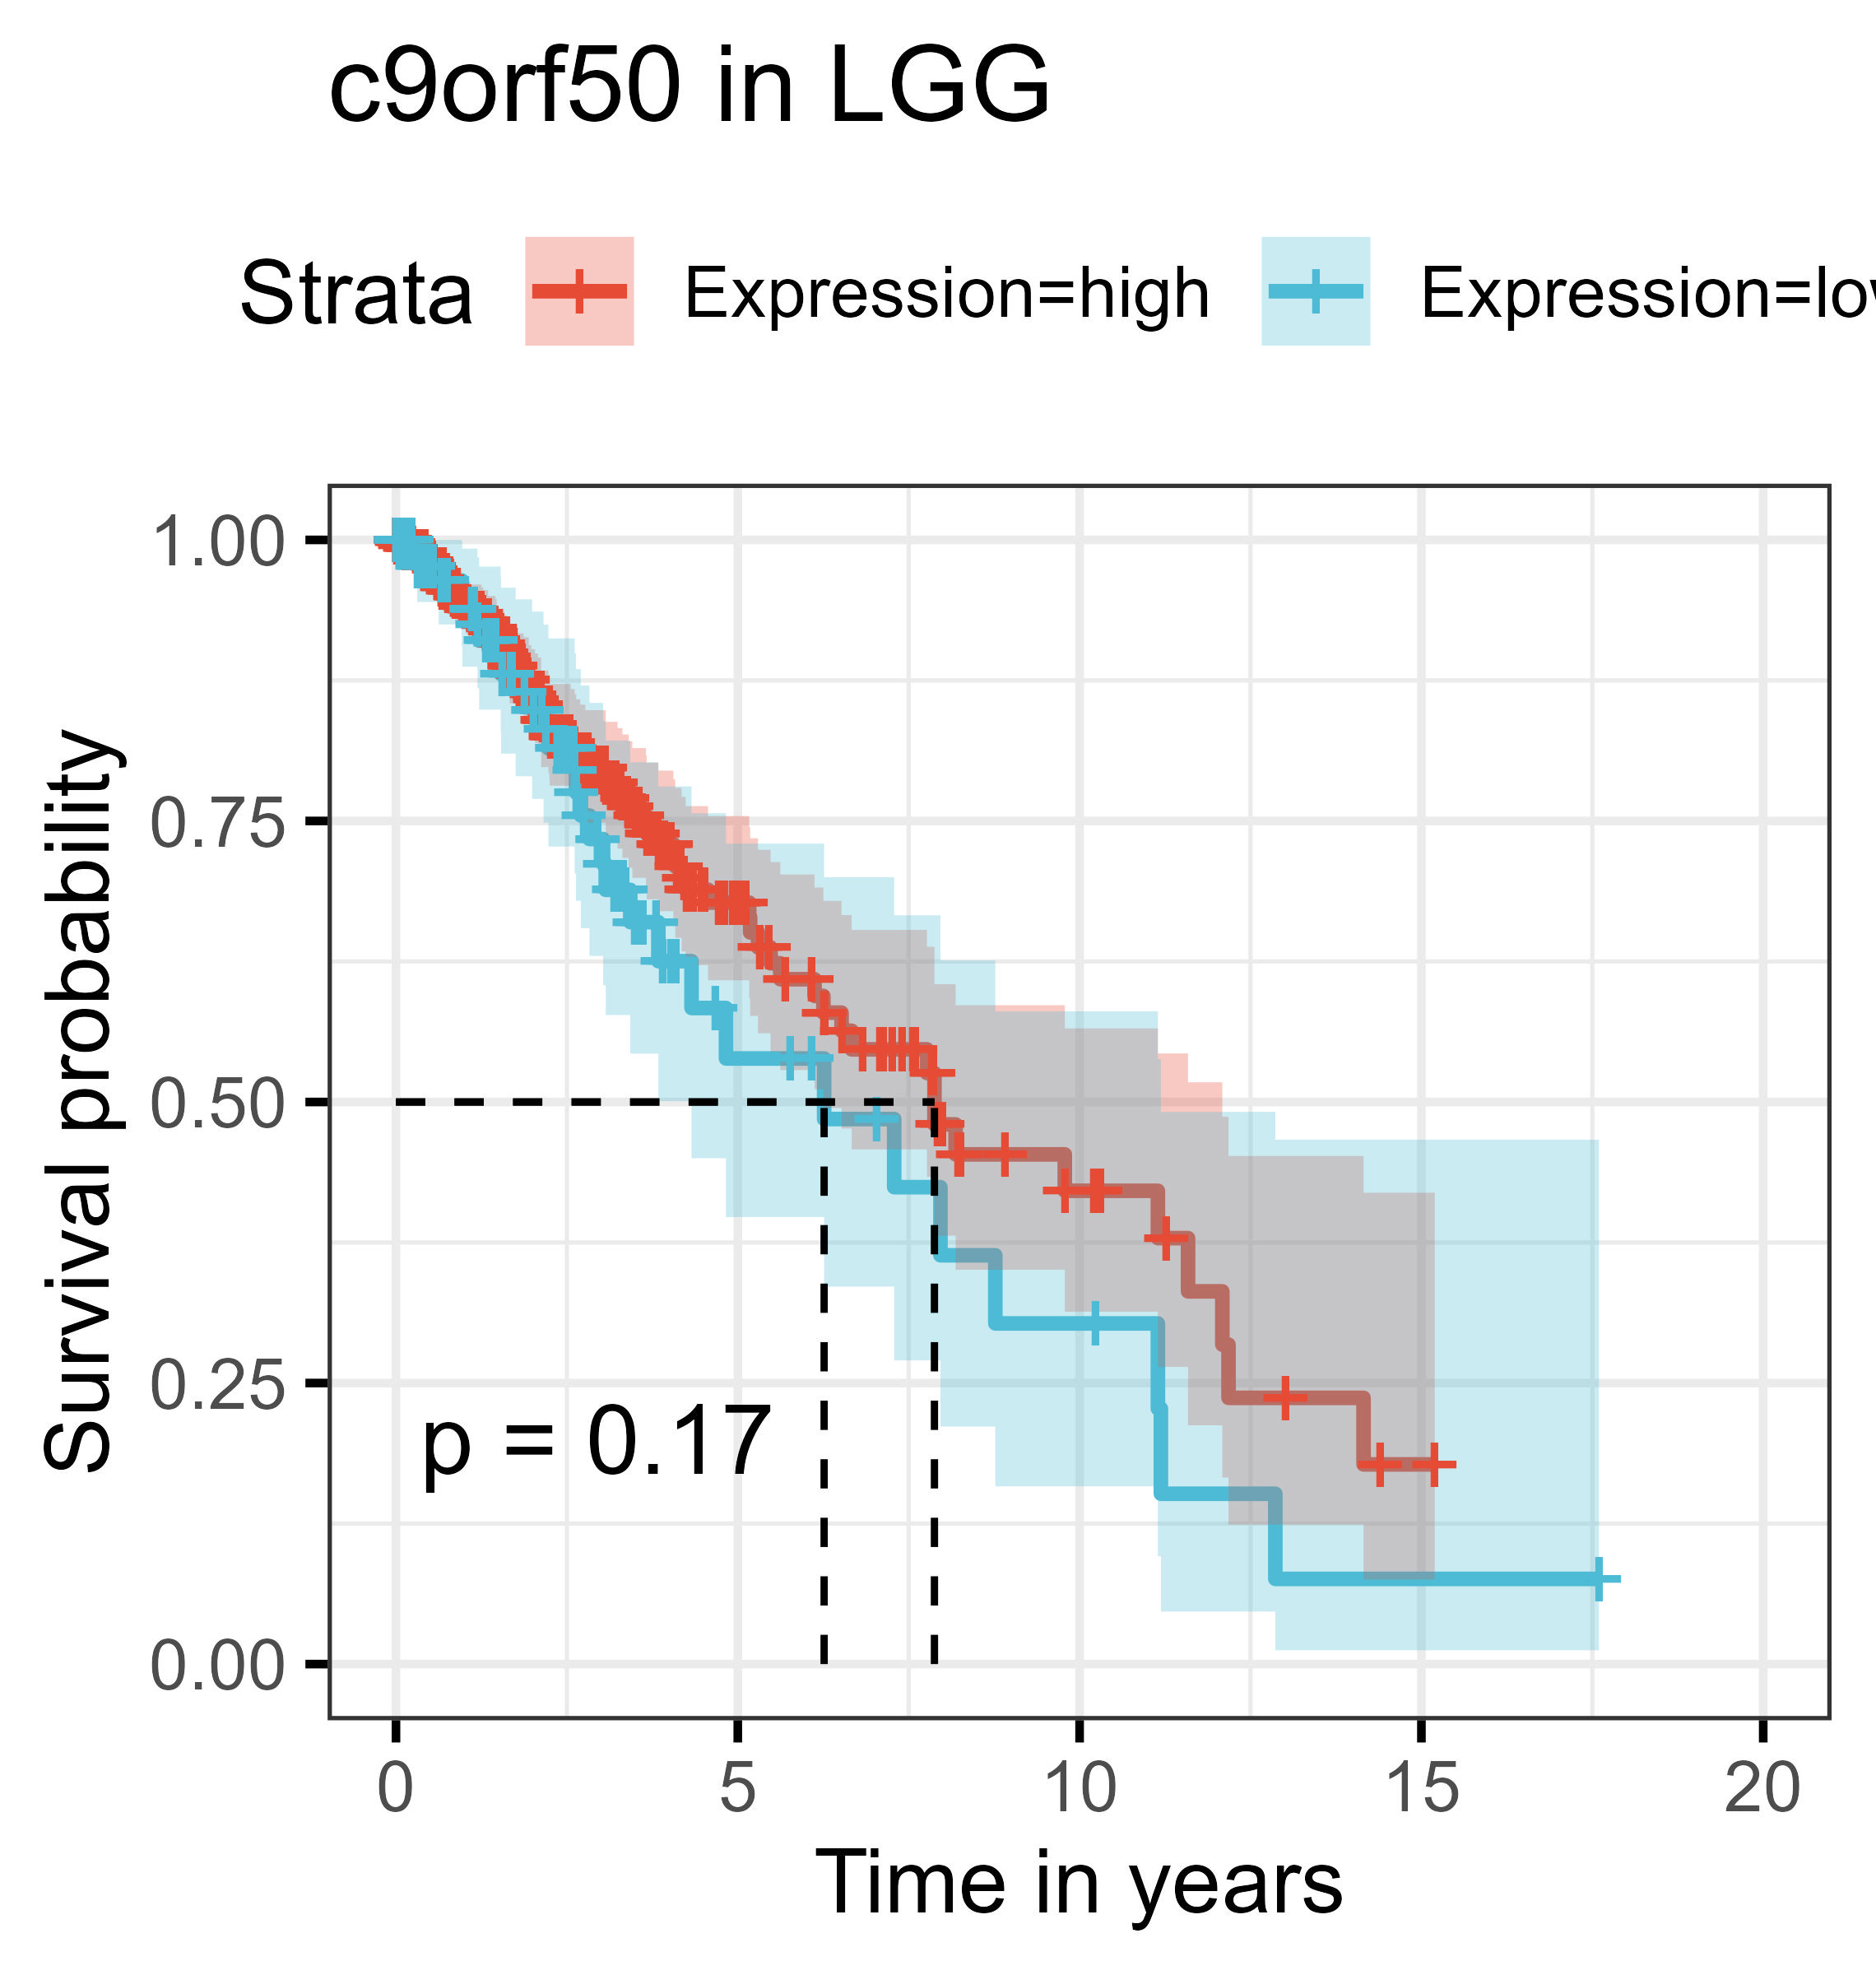 c9orf50 in LGG
Strata Expression=high Expression=lo
Survival probability
1.00
0.75
0.50
0.25
0.00
p = 0.17
0 5 10 15 20
Time in years